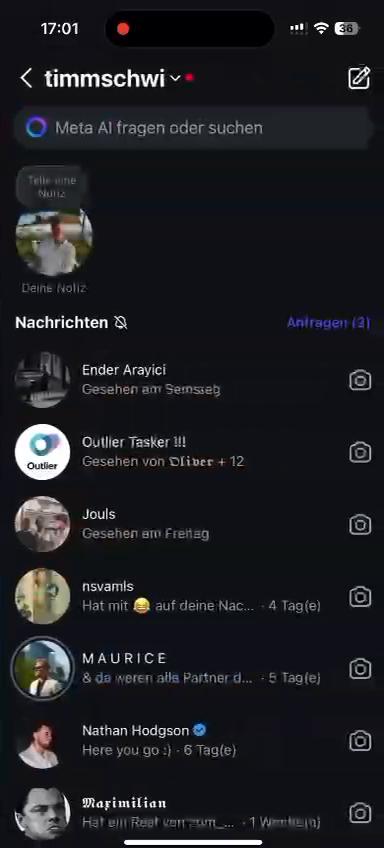 17:01
36
timmschwi
Meta AI fragen oder suchen
Teile eine
Notiz
Deine Notiz
Nachrichten
Anfragen (3)
Ender Arayici
Gesehen am Samstag
Outlier Tasker !!!
Outlier
Gesehen von 𝕺𝖑𝖎𝖛𝖊𝖗 + 12
Jouls
Gesehen am Freitag
nsvamls
Hat mit 😂 auf deine Nac... · 4 Tag(e)
M A U R I C E
& da waren alle Partner d... · 5 Tag(e)
Nathan Hodgson
Here you go :) · 6 Tag(e)
𝕸𝖆𝖝𝖎𝖒𝖎𝖑𝖎𝖆𝖓
Hat ein Reel von · 1 Woche(n)